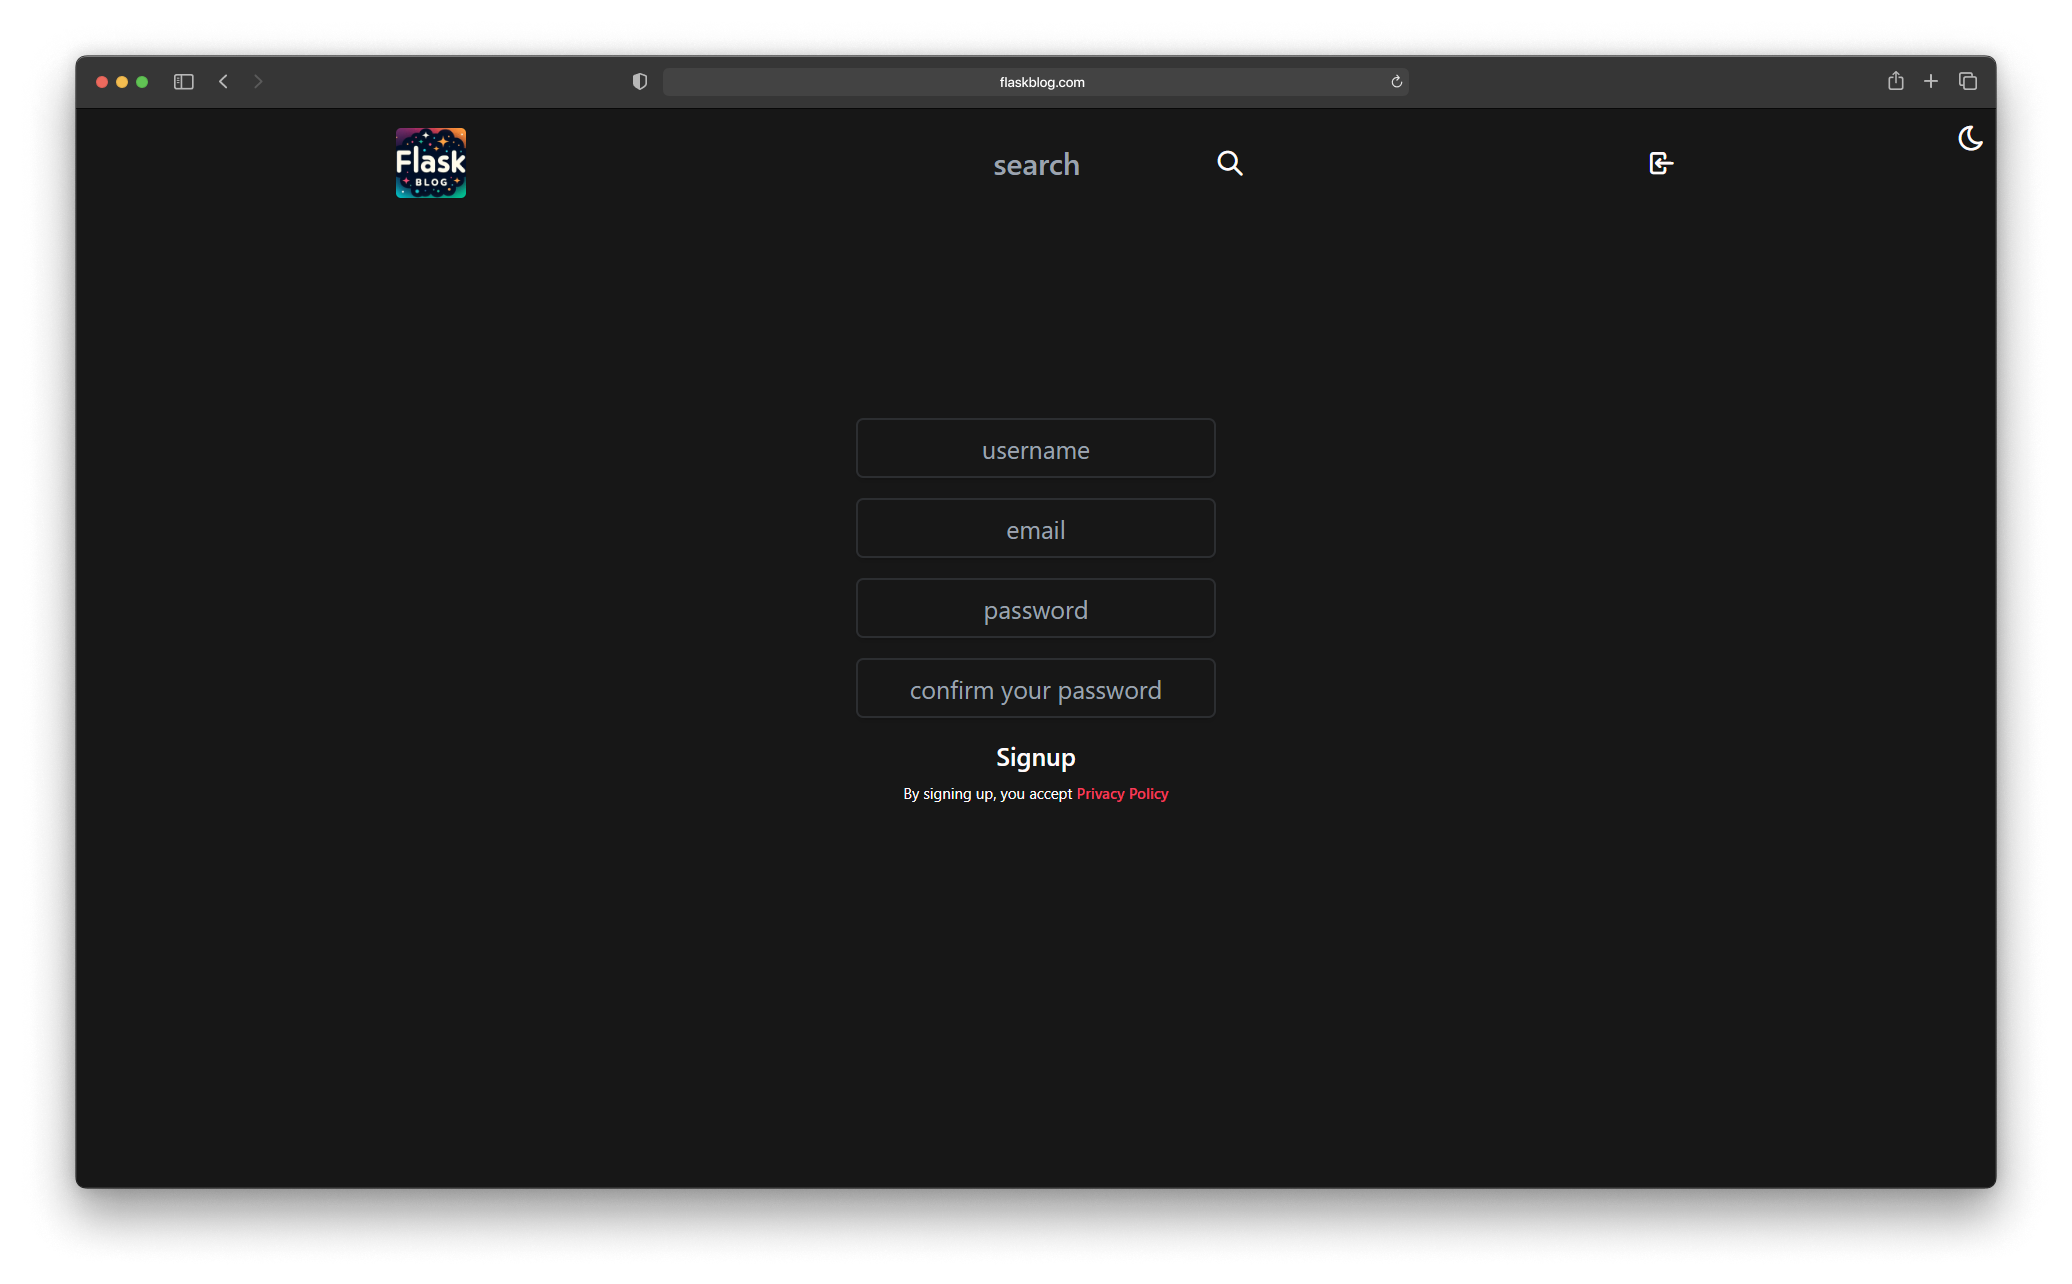 flaskblog.com
Flask
BLOG
search
username
email
password
confirm your password
Signup
By signing up, you accept Privacy Policy